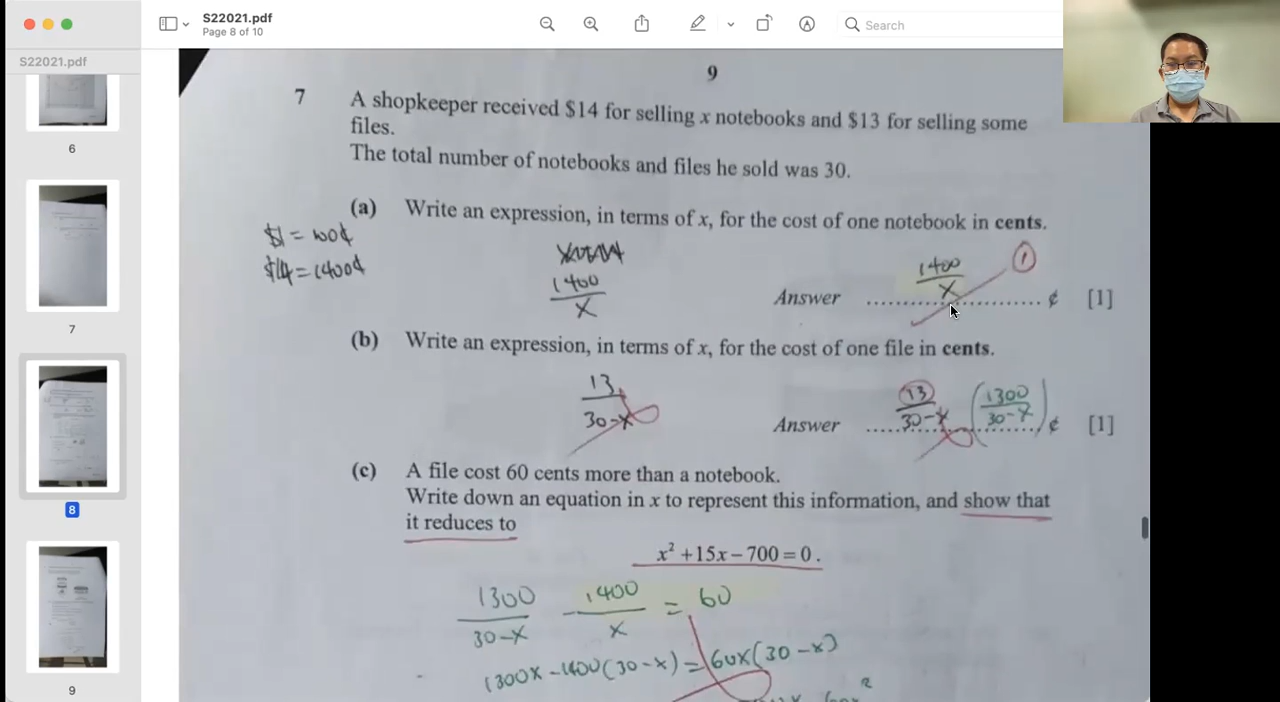 S22021.pdf
Page 8 of 10
Search
S22021.pdf
6
7
8
9
9
7 A shopkeeper received $14 for selling x notebooks and $13 for selling some
files.
The total number of notebooks and files he sold was 30.
(a) Write an expression, in terms of x, for the cost of one notebook in cents.
$1 = 100¢
$14 = 1400¢
1400
x
1400
x
1
Answer ¢ [1]
(b) Write an expression, in terms of x, for the cost of one file in cents.
13
30-x
13
30-x
(1300
30-x)
Answer ¢ [1]
(c) A file cost 60 cents more than a notebook.
Write down an equation in x to represent this information, and show that
it reduces to
x² + 15x – 700 = 0 .
1300 - 1400 = 60
30-x x
1300x - 1400(30-x) = 60x(30-x)